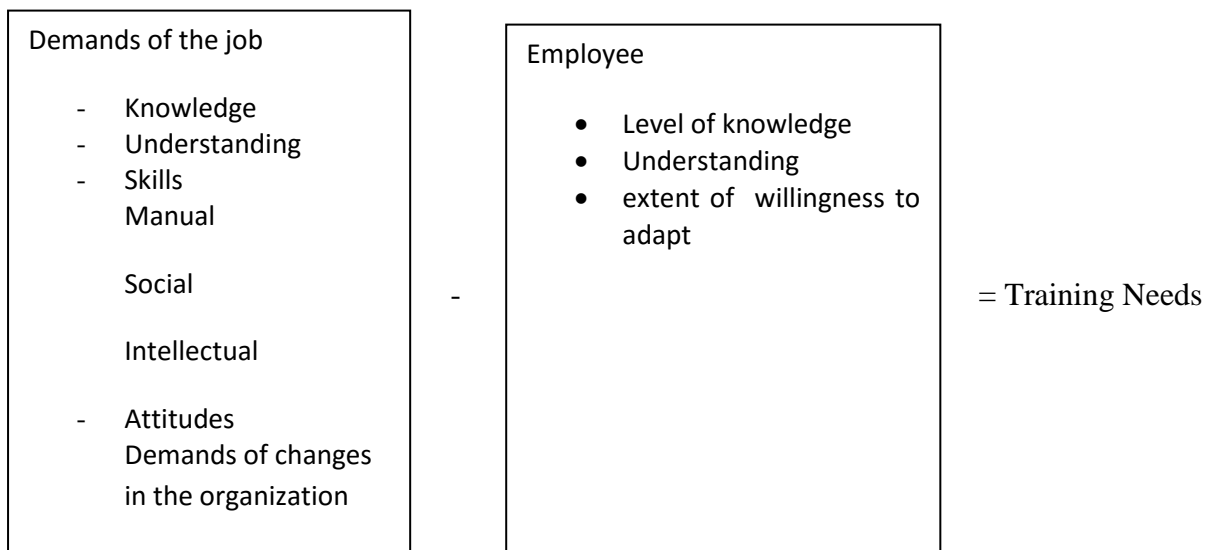 Demands of the job
- Knowledge
- Understanding
- Skills
Manual
Social
Intellectual
- Attitudes
Demands of changes
in the organization
-
Employee
• Level of knowledge
• Understanding
• extent of willingness to
adapt
= Training Needs